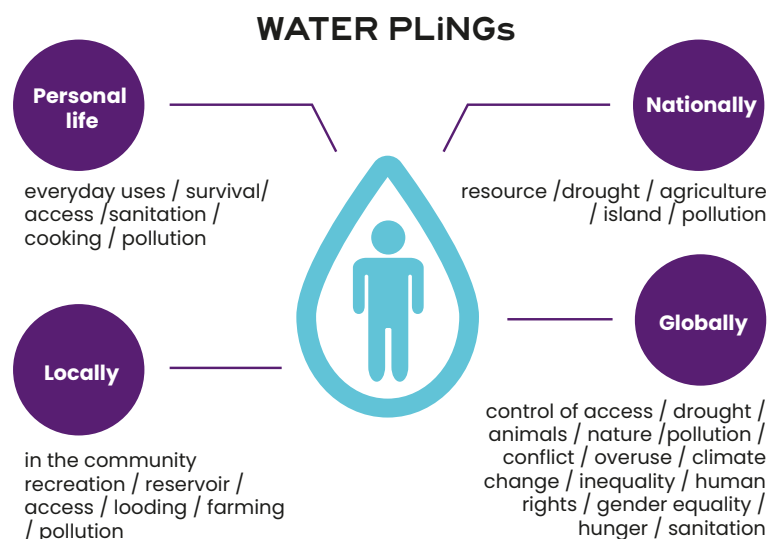 WATER PLiNGs
Personal
life
everyday uses / survival/
access /sanitation /
cooking / pollution
Nationally
resource /drought / agriculture
/ island / pollution
Locally
in the community
recreation / reservoir /
access / looding / farming
/ pollution
Globally
control of access / drought /
animals / nature /pollution /
conflict / overuse / climate
change / inequality / human
rights / gender equality /
hunger / sanitation